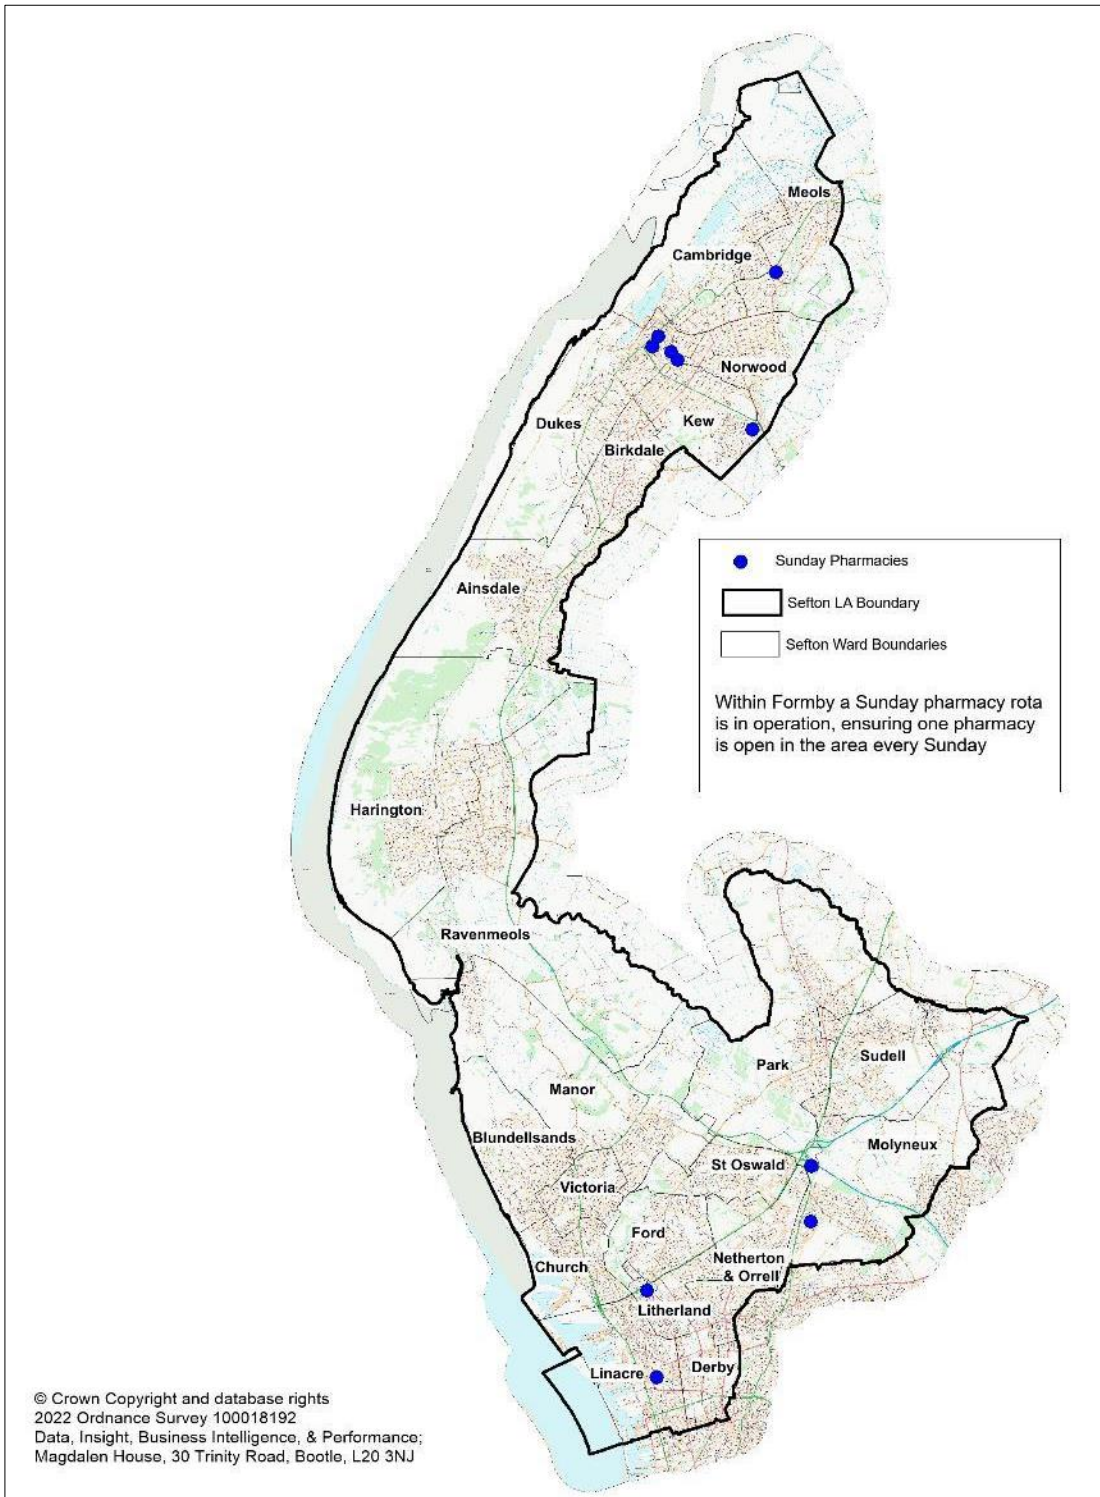 Meols
Cambridge
Norwood
Dukes
Kew
Birkdale
Sunday Pharmacies
Ainsdale
Sefton LA Boundary
Sefton Ward Boundaries
Within Formby a Sunday pharmacy rota
is in operation, ensuring one pharmacy
is open in the area every Sunday
Harington
Ravenmeols
Park
Sudell
Manor
Blundellsands
Molyneux
St Oswald
Victoria
Ford
Netherton
& Orrell
Church
Litherland
Linacre
Derby
© Crown Copyright and database rights
2022 Ordnance Survey 100018192
Data, Insight, Business Intelligence, & Performance;
Magdalen House, 30 Trinity Road, Bootle, L20 3NJ